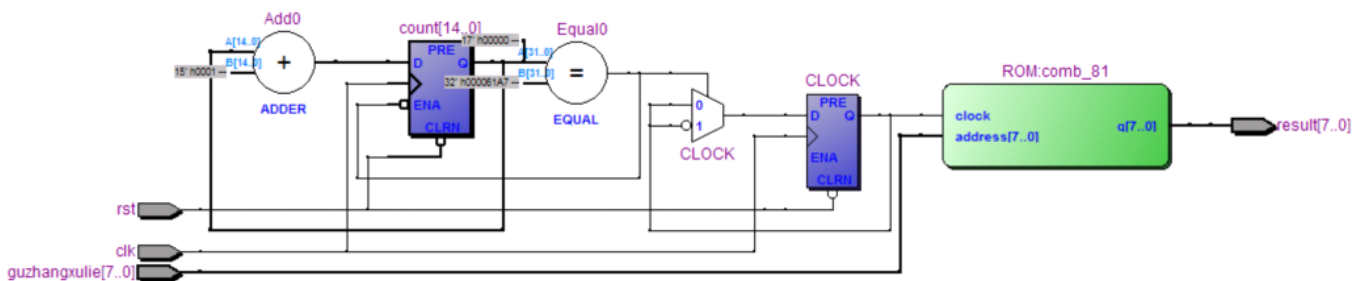 Add0
A[14..0]
B[14..0]
15' h0001 --
+
ADDER
count[14..0]
17' h00000 --
PRE
D
Q
ENA
CLRN
Equal0
A[31..0]
B[31..0]
32' h000061A7 --
=
EQUAL
0
1
CLOCK
CLOCK
PRE
D
Q
ENA
CLRN
ROM:comb_81
clock
address[7..0]
q[7..0]
result[7..0]
rst
clk
guzhangxulie[7..0]